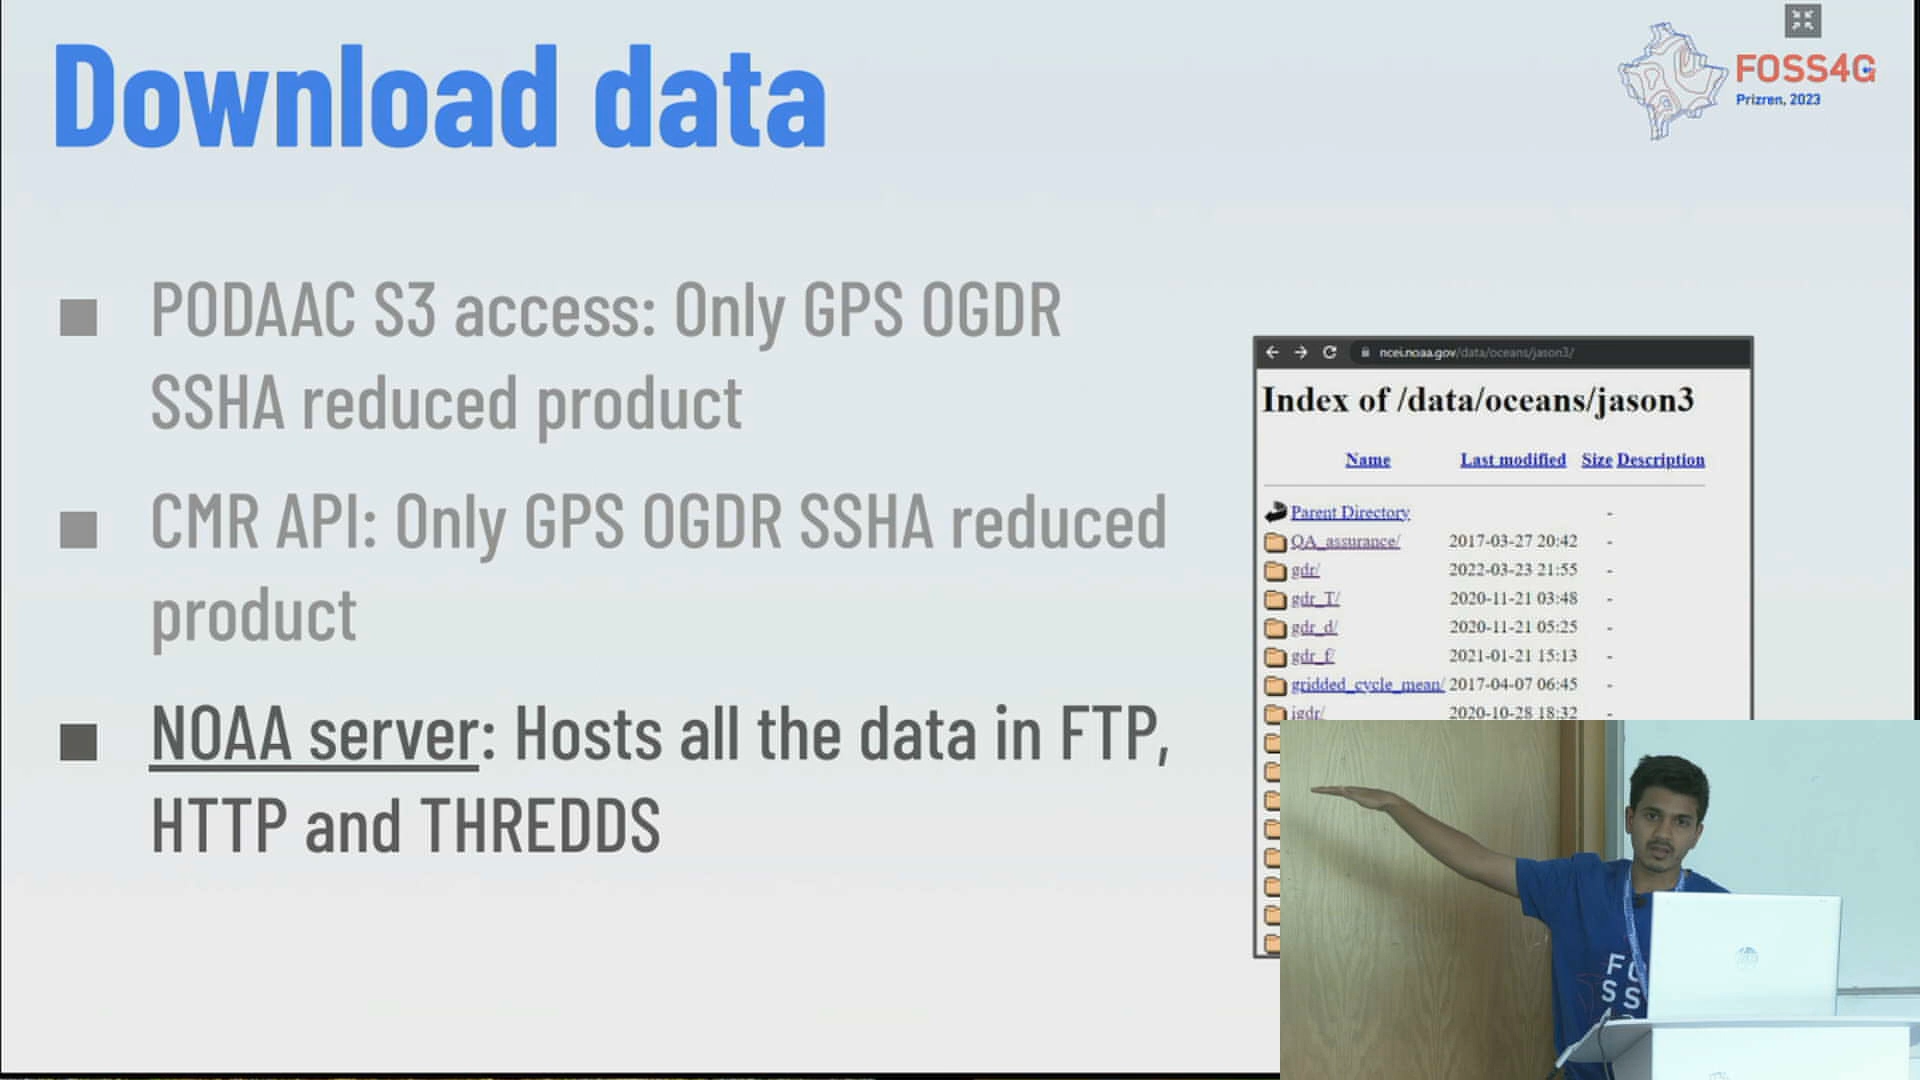 Download data
FOSS4G
Prizren, 2023
PODAAC S3 access: Only GPS OGDR
SSHA reduced product
CMR API: Only GPS OGDR SSHA reduced
product
NOAA server: Hosts all the data in FTP,
HTTP and THREDDS
ncei.noaa.gov/data/oceans/jason3/
Index of /data/oceans/jason3
Name Last modified Size Description
Parent Directory -
QA_assurance/ 2017-03-27 20:42 -
gdr/ 2022-03-23 21:55 -
gdr_T/ 2020-11-21 03:48 -
gdr_d/ 2020-11-21 05:25 -
gdr_f/ 2021-01-21 15:13 -
gridded_cycle_mean/ 2017-04-07 06:45 -
igdr/ 2020-10-28 18:32 -
hp